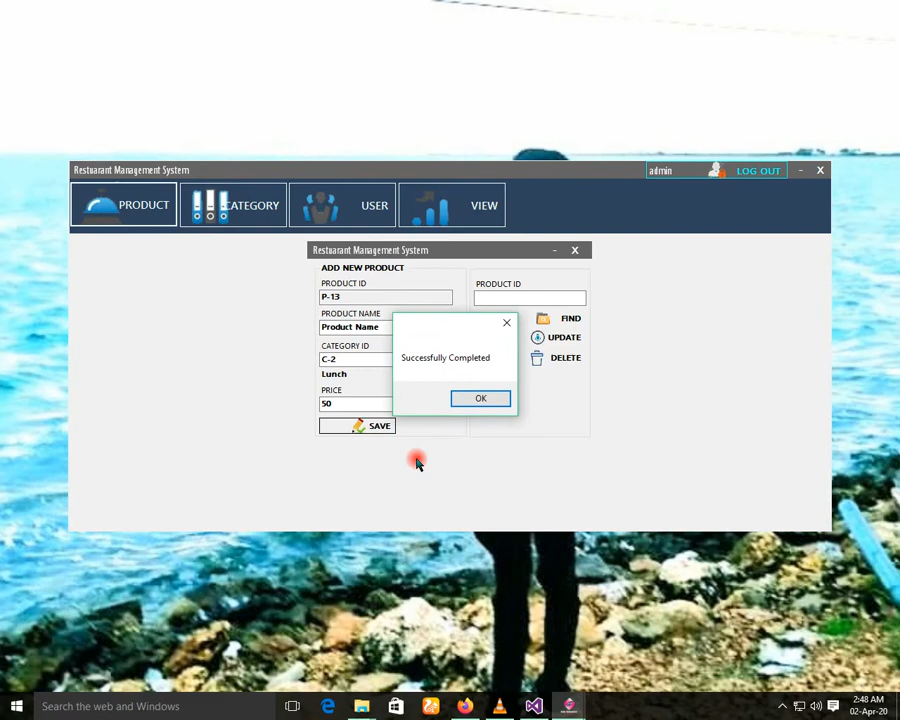 Restuarant Management System
admin
LOG OUT
- X
PRODUCT
CATEGORY
USER
VIEW
Restuarant Management System
- X
ADD NEW PRODUCT
PRODUCT ID
P-13
PRODUCT NAME
Product Name
CATEGORY ID
C-2
Lunch
PRICE
50
SAVE
PRODUCT ID
FIND
UPDATE
DELETE
Successfully Completed
OK
Search the web and Windows
2:48 AM
02-Apr-20